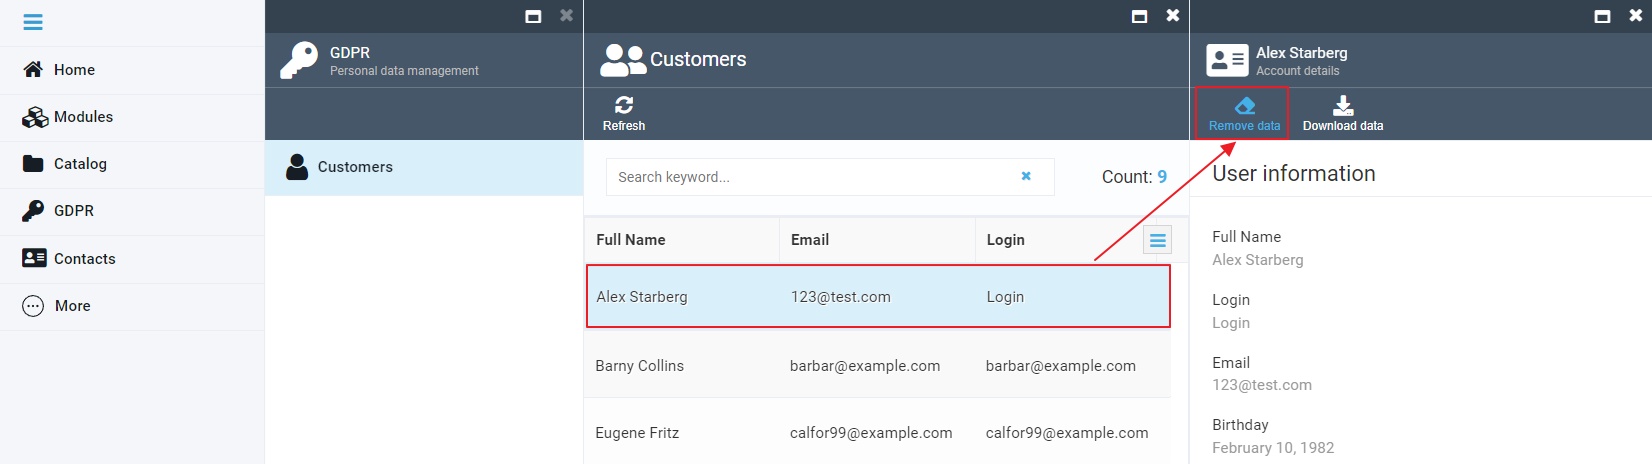 Home
Modules
Catalog
GDPR
Contacts
More
GDPR
Personal data management
Customers
Customers
Refresh
Search keyword...
Count: 9
Full Name Email Login
Alex Starberg 123@test.com Login
Barny Collins barbar@example.com barbar@example.com
Eugene Fritz calfor99@example.com calfor99@example.com
Alex Starberg
Account details
Remove data Download data
User information
Full Name
Alex Starberg
Login
Login
Email
123@test.com
Birthday
February 10, 1982